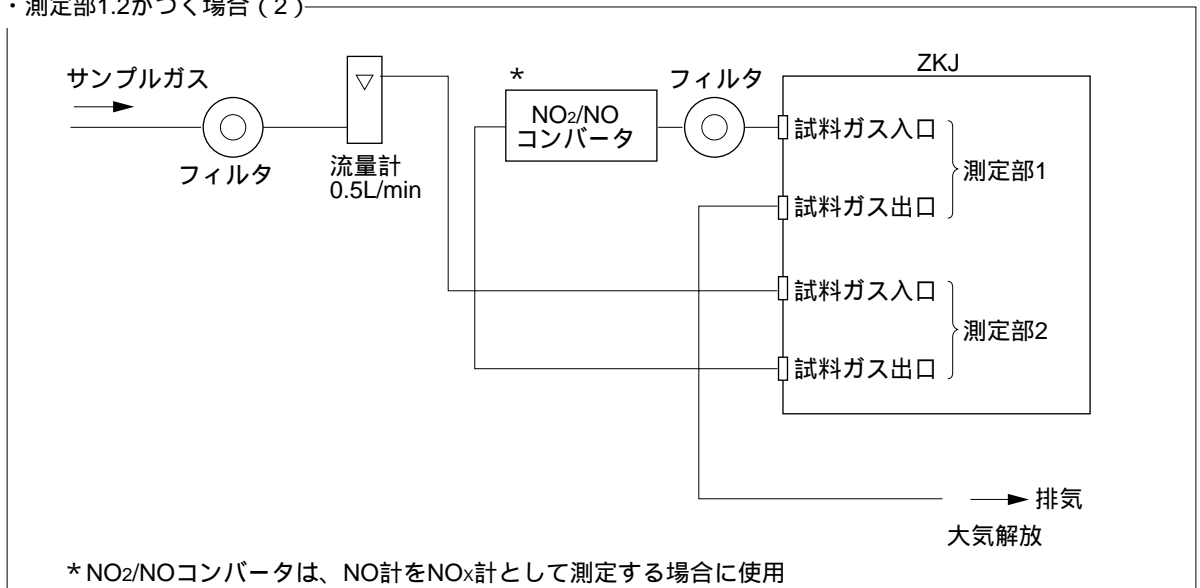 ・測定部1.2がつく場合（2）
サンプルガス
フィルタ
流量計
0.5L/min
*
NO2/NO
コンバータ
フィルタ
ZKJ
試料ガス入口
試料ガス出口
測定部1
試料ガス入口
試料ガス出口
測定部2
排気
大気解放
*NO2/NOコンバータは、NO計をNOx計として測定する場合に使用